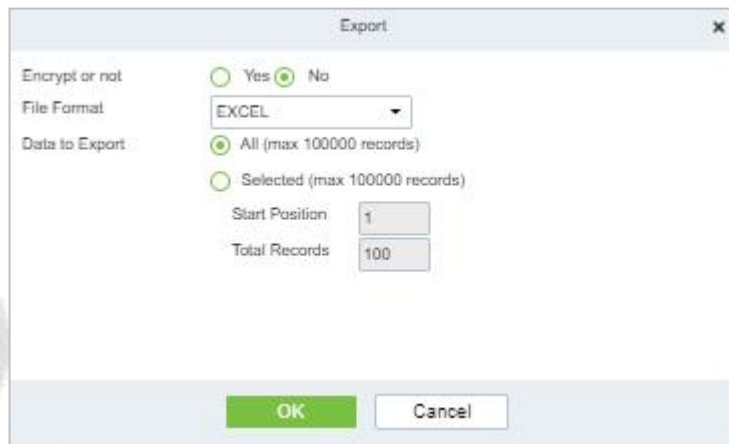 Export
Encrypt or not Yes No
File Format EXCEL
Data to Export All (max 100000 records)
Selected (max 100000 records)
Start Position 1
Total Records 100
OK Cancel